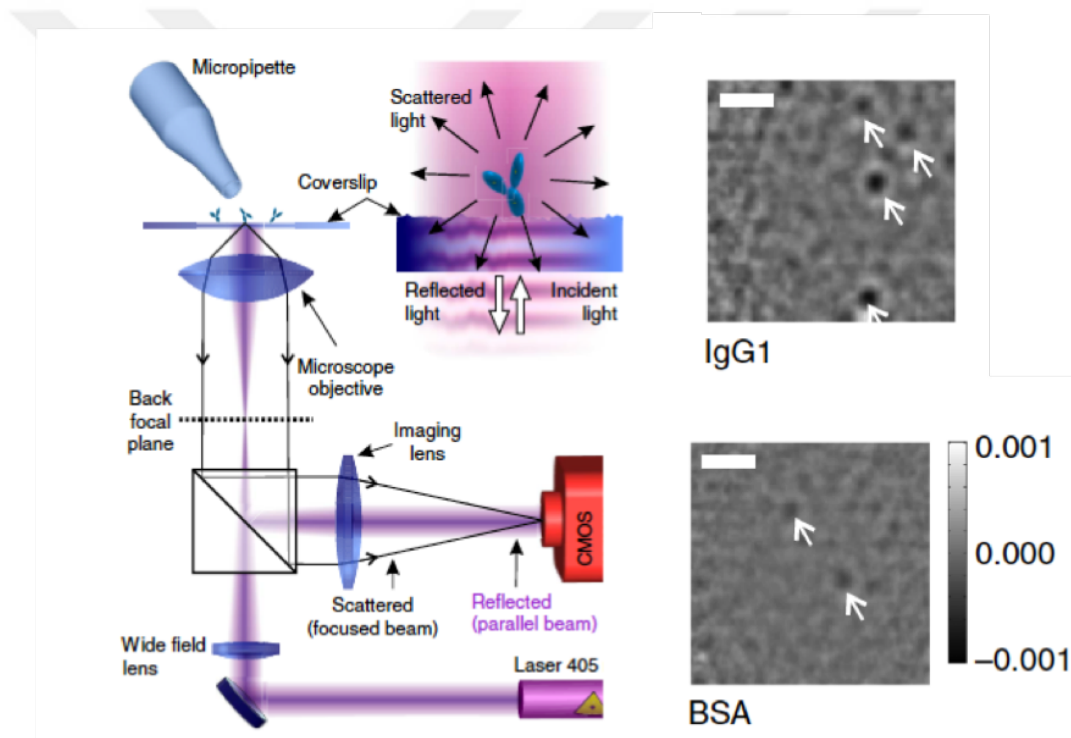 Micropipette
Scattered
light
Coverslip
Reflected
light
Incident
light
Microscope
objective
Back
focal
plane
Imaging
lens
CMOS
Scattered
(focused beam)
Reflected
(parallel beam)
Wide field
lens
Laser 405
IgG1
0.001
0.000
–0.001
BSA